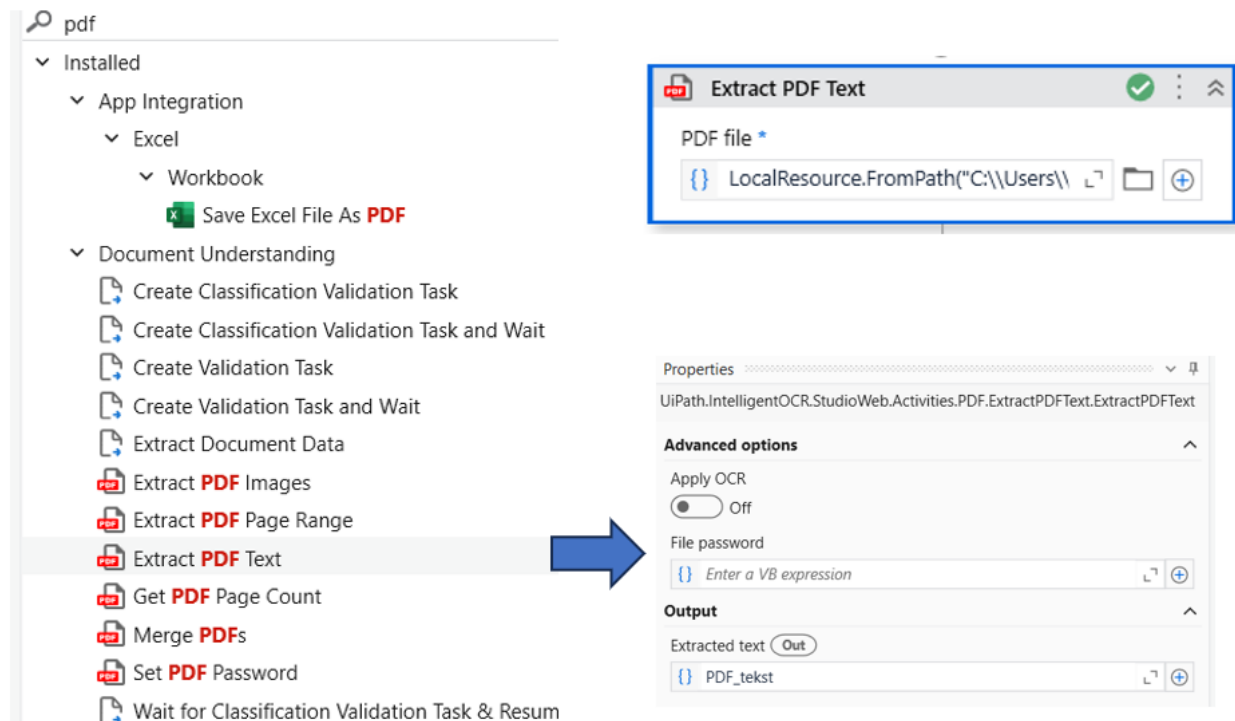 pdf
Installed
App Integration
Excel
Workbook
Save Excel File As PDF
Document Understanding
Create Classification Validation Task
Create Classification Validation Task and Wait
Create Validation Task
Create Validation Task and Wait
Extract Document Data
Extract PDF Images
Extract PDF Page Range
Extract PDF Text
Get PDF Page Count
Merge PDFs
Set PDF Password
Wait for Classification Validation Task & Resum
Extract PDF Text
PDF file *
{} LocalResource.FromPath("C:\\Users\\
Properties
UiPath.IntelligentOCR.StudioWeb.Activities.PDF.ExtractPDFText.ExtractPDFText
Advanced options
Apply OCR
Off
File password
{} Enter a VB expression
Output
Extracted text Out
{} PDF_tekst